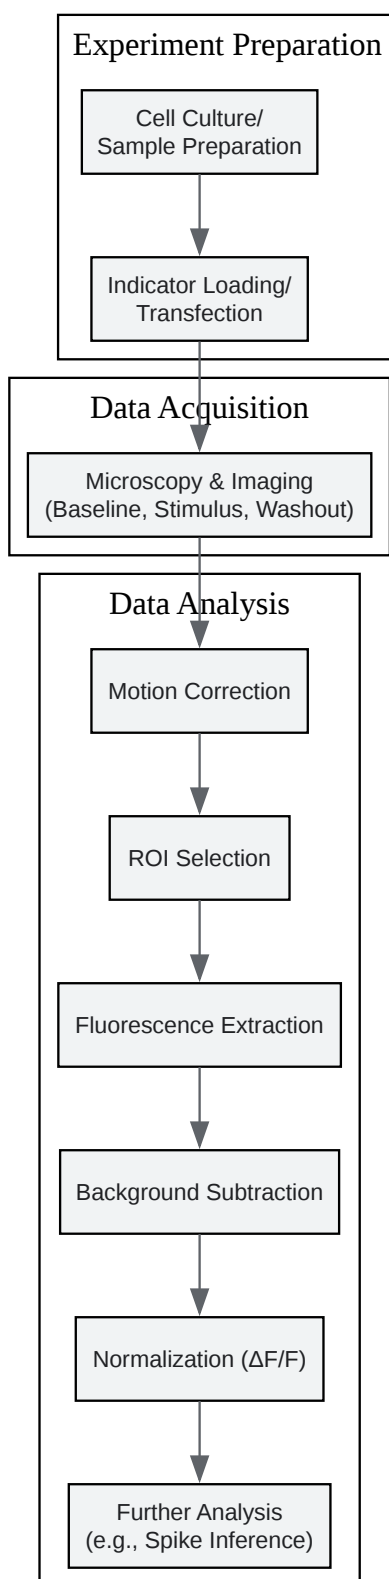 Experiment Preparation
Cell Culture/
Sample Preparation
Indicator Loading/
Transfection
Data Acquisition
Microscopy & Imaging
(Baseline, Stimulus, Washout)
Data Analysis
Motion Correction
ROI Selection
Fluorescence Extraction
Background Subtraction
Normalization (ΔF/F)
Further Analysis
(e.g., Spike Inference)